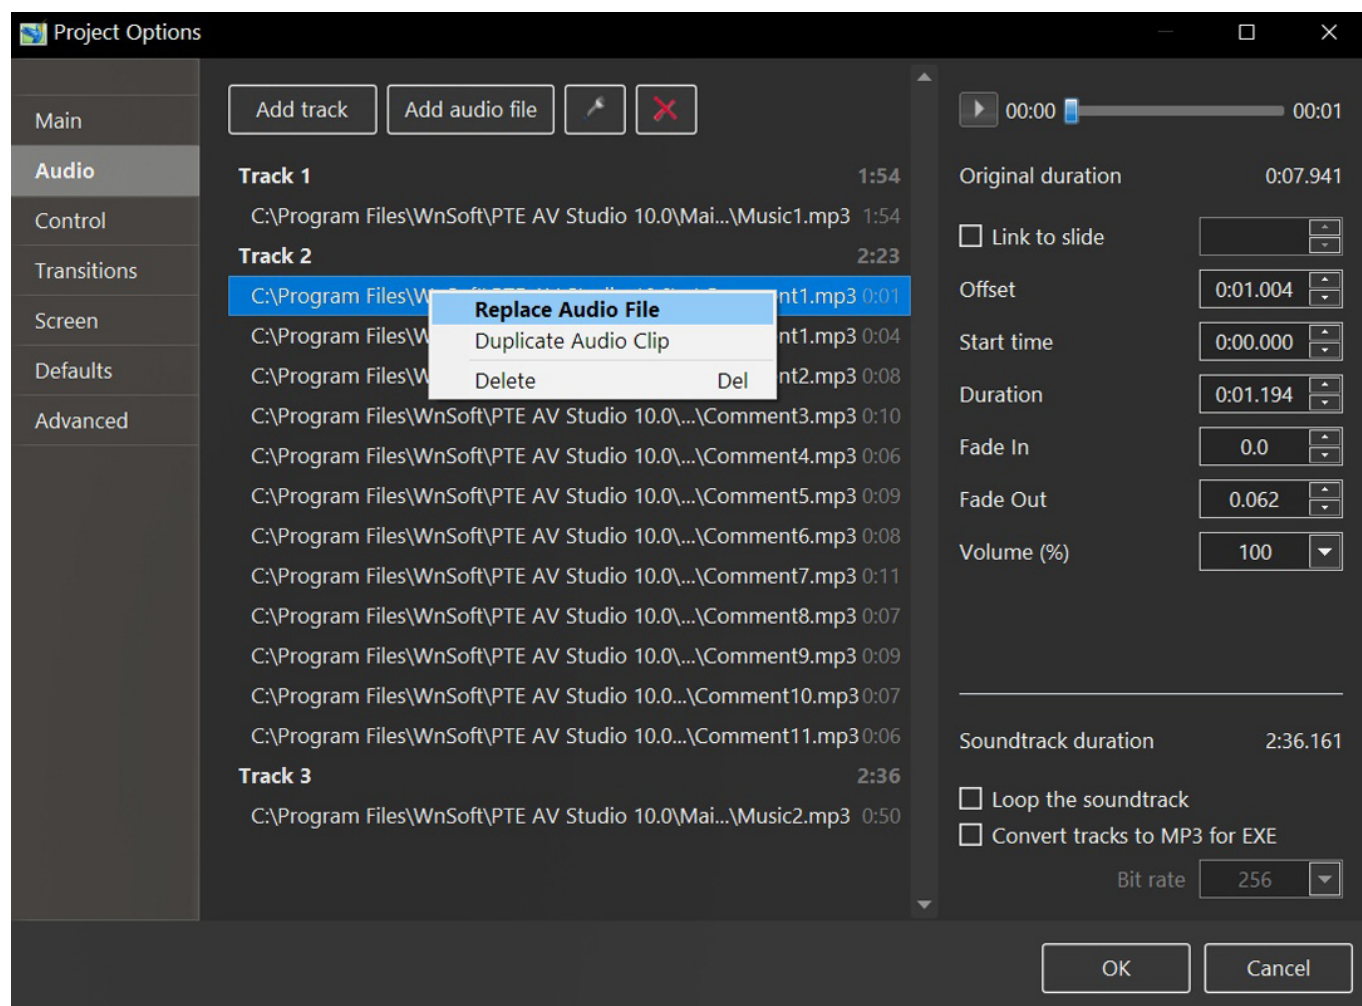 Project Options
Main
Audio
Control
Transitions
Screen
Defaults
Advanced
Add track
Add audio file
Track 1 1:54
C:\Program Files\WnSoft\PTE AV Studio 10.0\Mai...\Music1.mp3 1:54
Track 2 2:23
C:\Program Files\W nt1.mp3 0:01
C:\Program Files\W nt1.mp3 0:04
C:\Program Files\W nt2.mp3 0:08
Replace Audio File
Duplicate Audio Clip
Delete Del
C:\Program Files\WnSoft\PTE AV Studio 10.0\...\Comment3.mp3 0:10
C:\Program Files\WnSoft\PTE AV Studio 10.0\...\Comment4.mp3 0:06
C:\Program Files\WnSoft\PTE AV Studio 10.0\...\Comment5.mp3 0:09
C:\Program Files\WnSoft\PTE AV Studio 10.0\...\Comment6.mp3 0:08
C:\Program Files\WnSoft\PTE AV Studio 10.0\...\Comment7.mp3 0:11
C:\Program Files\WnSoft\PTE AV Studio 10.0\...\Comment8.mp3 0:07
C:\Program Files\WnSoft\PTE AV Studio 10.0\...\Comment9.mp3 0:09
C:\Program Files\WnSoft\PTE AV Studio 10.0...\Comment10.mp3 0:07
C:\Program Files\WnSoft\PTE AV Studio 10.0...\Comment11.mp3 0:06
Track 3 2:36
C:\Program Files\WnSoft\PTE AV Studio 10.0\Mai...\Music2.mp3 0:50
00:00 00:01
Original duration 0:07.941
Link to slide
Offset 0:01.004
Start time 0:00.000
Duration 0:01.194
Fade In 0.0
Fade Out 0.062
Volume (%) 100
Soundtrack duration 2:36.161
Loop the soundtrack
Convert tracks to MP3 for EXE
Bit rate 256
OK
Cancel